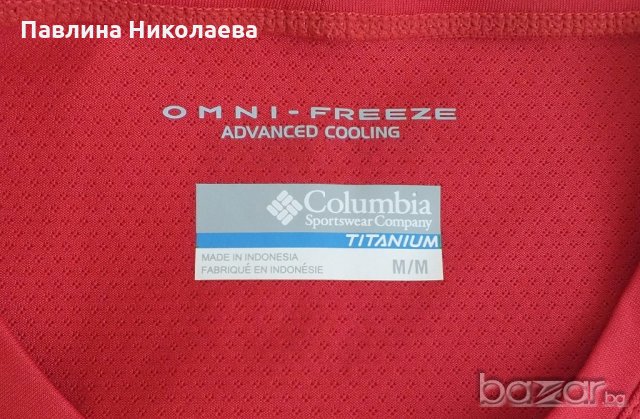 Павлина Николаева
OMNI-FREEZE
ADVANCED COOLING
Columbia
Sportswear Company
TITANIUM
MADE IN INDONESIA
FABRIQUÉ EN INDONÉSIE
M/M
bazar.bg